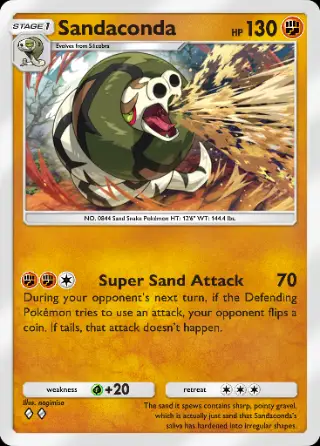 STAGE 1
Sandaconda
HP 130
Evolves from Silicobra
NO. 0844 Sand Snake Pokémon HT: 12'6" WT: 144.4 lbs.
Super Sand Attack 70
During your opponent's next turn, if the Defending
Pokémon tries to use an attack, your opponent flips a
coin. If tails, that attack doesn't happen.
weakness +20 retreat
Illus. nagimiso
The sand it spews contains sharp, pointy gravel,
which is actually just sand that Sandaconda's
saliva has hardened into irregular shapes.